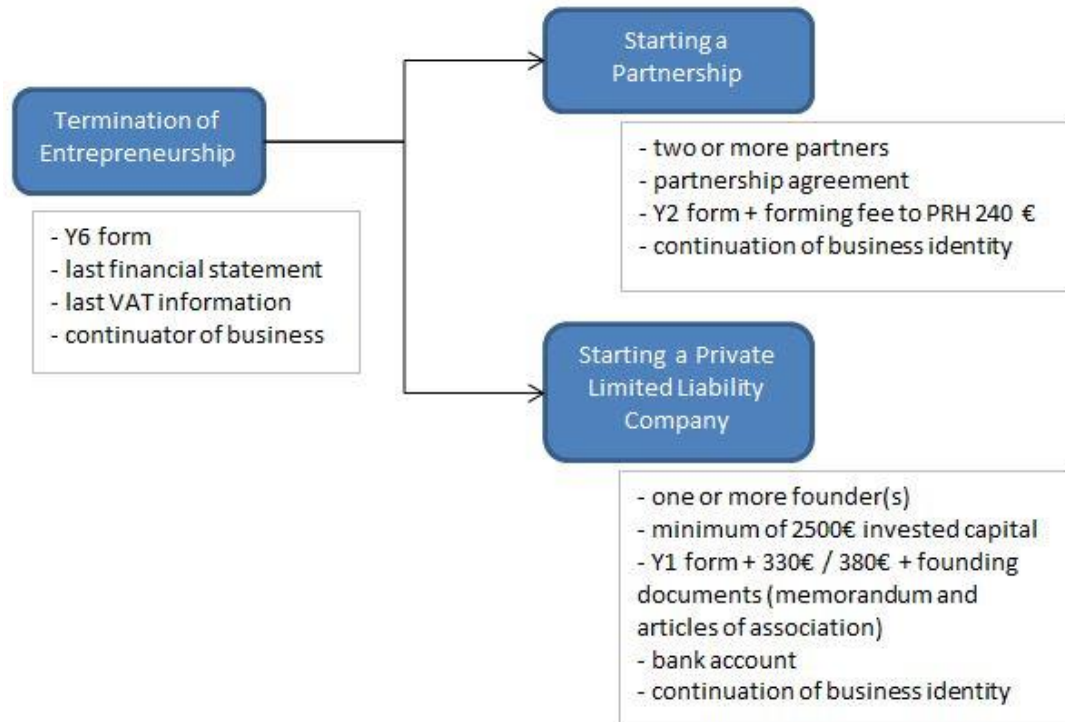 Termination of
Entrepreneurship
- Y6 form
- last financial statement
- last VAT information
- continuator of business
Starting a
Partnership
- two or more partners
- partnership agreement
- Y2 form + forming fee to PRH 240 €
- continuation of business identity
Starting a Private
Limited Liability
Company
- one or more founder(s)
- minimum of 2500€ invested capital
- Y1 form + 330€ / 380€ + founding
documents (memorandum and
articles of association)
- bank account
- continuation of business identity